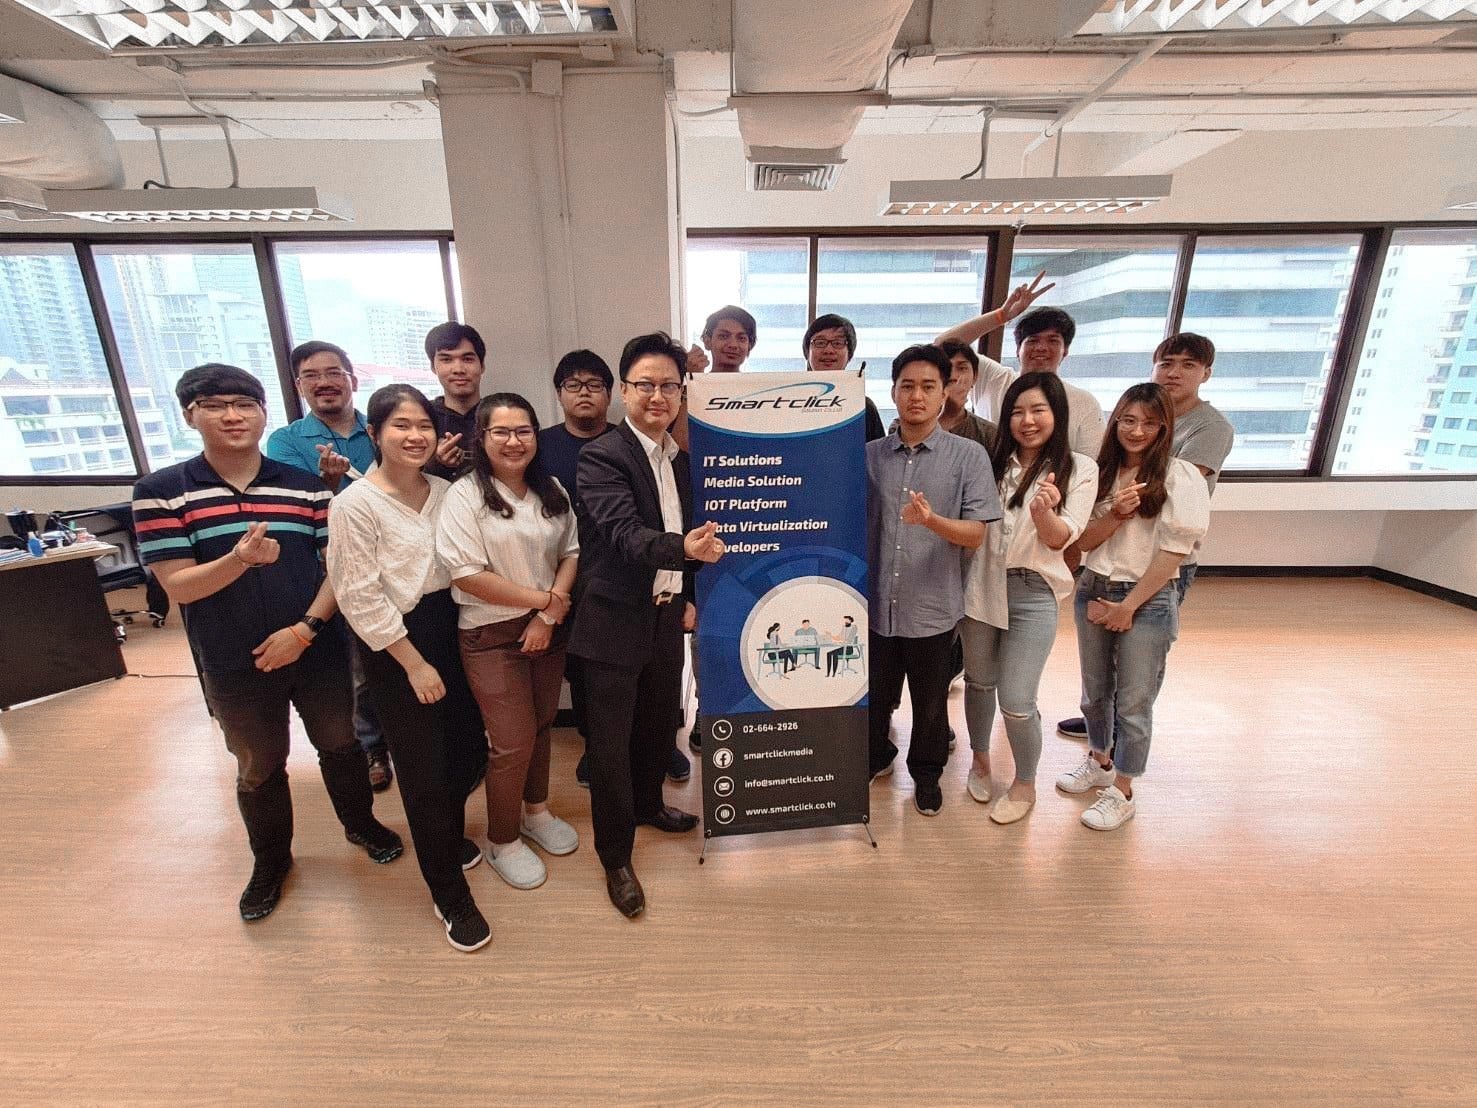 Smartclick
IT Solutions
Media Solution
IOT Platform
ata Virtualization
velopers
02-664-2926
smartclickmedia
info@smartclick.co.th
www.smartclick.co.th